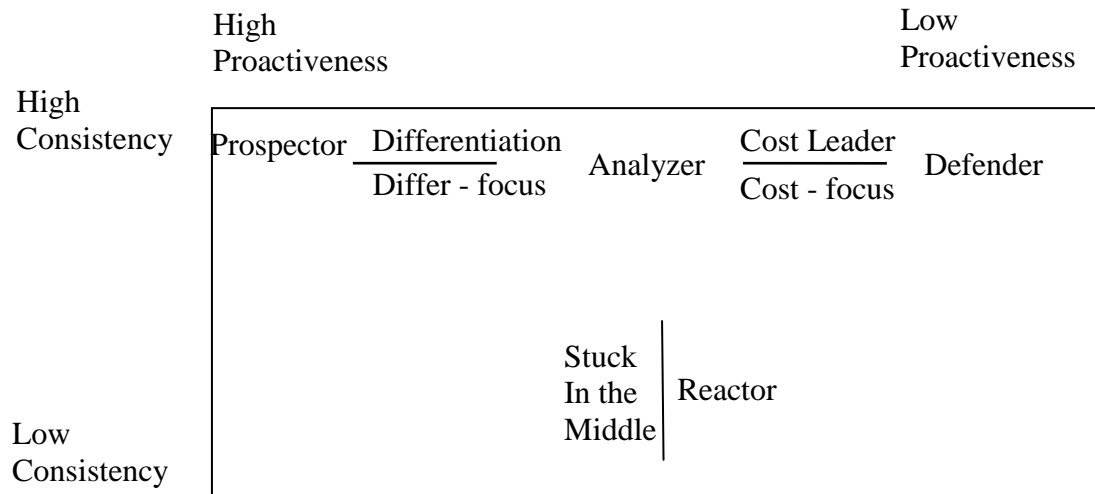 High
Proactiveness
Low
Proactiveness
High
Consistency
Prospector
Differentiation
Differ - focus
Analyzer
Cost Leader
Cost - focus
Defender
Stuck
In the
Middle
Reactor
Low
Consistency